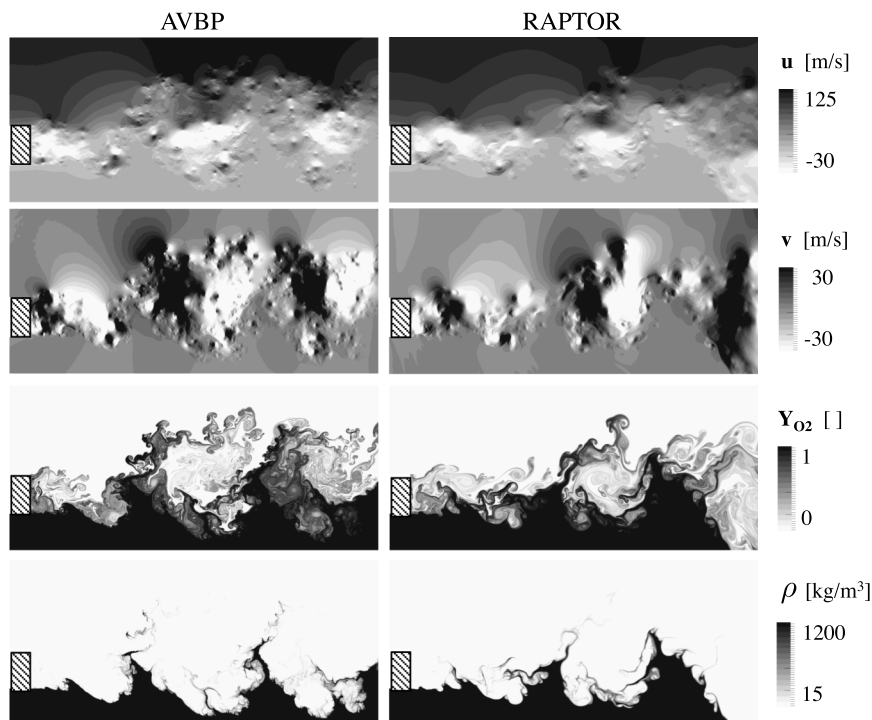 AVBP
RAPTOR
u [m/s]
125
-30
v [m/s]
30
-30
Y_O2 [ ]
1
0
ρ [kg/m³]
1200
15